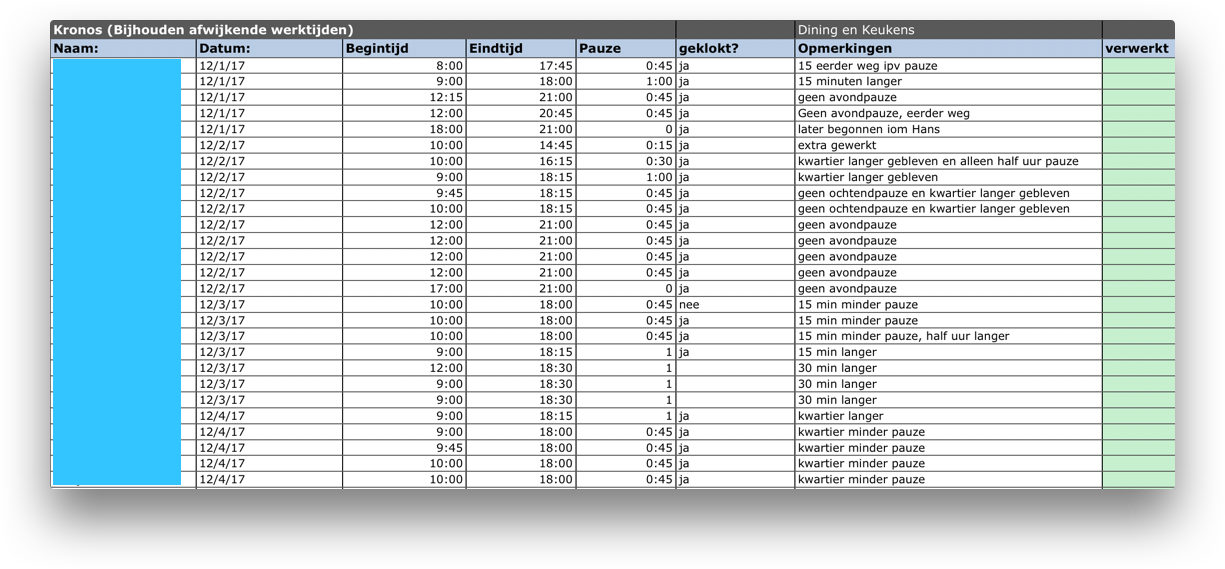 Kronos (Bijhouden afwijkende werktijden) Dining en Keukens
Naam: Datum: Begintijd Eindtijd Pauze geklokt? Opmerkingen verwerkt
12/1/17 8:00 17:45 0:45 ja 15 eerder weg ipv pauze
12/1/17 9:00 18:00 1:00 ja 15 minuten langer
12/1/17 12:15 21:00 0:45 ja geen avondpauze
12/1/17 12:00 20:45 0:45 ja Geen avondpauze, eerder weg
12/1/17 18:00 21:00 0 ja later begonnen iom Hans
12/2/17 10:00 14:45 0:15 ja extra gewerkt
12/2/17 10:00 16:15 0:30 ja kwartier langer gebleven en alleen half uur pauze
12/2/17 9:00 18:15 1:00 ja kwartier langer gebleven
12/2/17 9:45 18:15 0:45 ja geen ochtendpauze en kwartier langer gebleven
12/2/17 10:00 18:15 0:45 ja geen ochtendpauze en kwartier langer gebleven
12/2/17 12:00 21:00 0:45 ja geen avondpauze
12/2/17 12:00 21:00 0:45 ja geen avondpauze
12/2/17 12:00 21:00 0:45 ja geen avondpauze
12/2/17 12:00 21:00 0:45 ja geen avondpauze
12/2/17 17:00 21:00 0 ja geen avondpauze
12/3/17 10:00 18:00 0:45 nee 15 min minder pauze
12/3/17 10:00 18:00 0:45 ja 15 min minder pauze
12/3/17 10:00 18:00 0:45 ja 15 min minder pauze, half uur langer
12/3/17 9:00 18:15 1 ja 15 min langer
12/3/17 12:00 18:30 1 30 min langer
12/3/17 9:00 18:30 1 30 min langer
12/3/17 9:00 18:30 1 30 min langer
12/4/17 9:00 18:15 1 ja kwartier langer
12/4/17 9:00 18:00 0:45 ja kwartier minder pauze
12/4/17 9:45 18:00 0:45 ja kwartier minder pauze
12/4/17 10:00 18:00 0:45 ja kwartier minder pauze
12/4/17 10:00 18:00 0:45 ja kwartier minder pauze